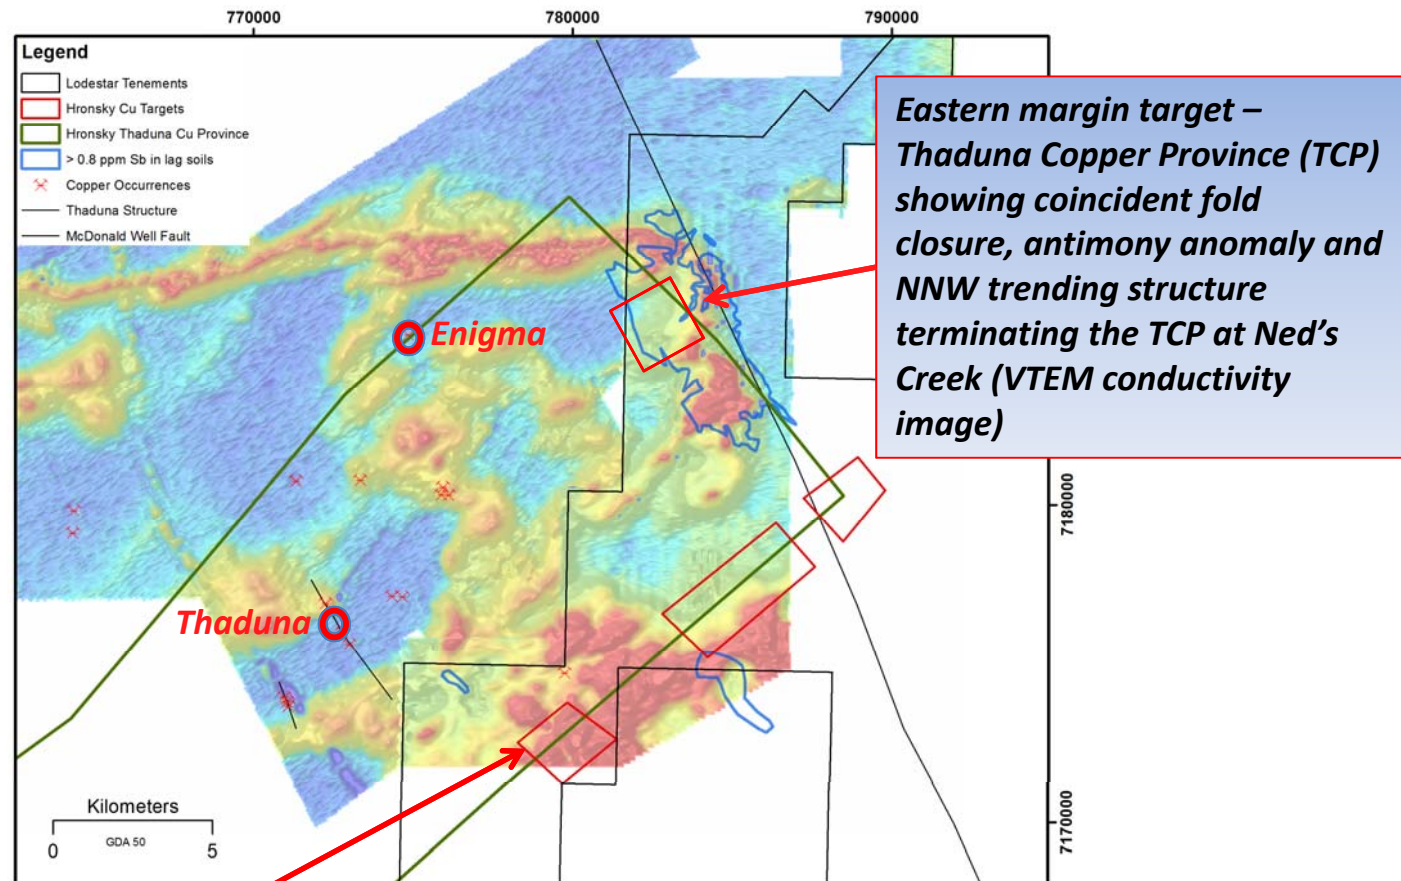 770000
780000
790000
Legend
Lodestar Tenements
Hronsky Cu Targets
Hronsky Thaduna Cu Province
> 0.8 ppm Sb in lag soils
Copper Occurrences
Thaduna Structure
McDonald Well Fault
Eastern margin target –
Thaduna Copper Province (TCP)
showing coincident fold
closure, antimony anomaly and
NNW trending structure
terminating the TCP at Ned’s
Creek (VTEM conductivity
image)
Enigma
Thaduna
7180000
7170000
Kilometers
GDA 50
0 5